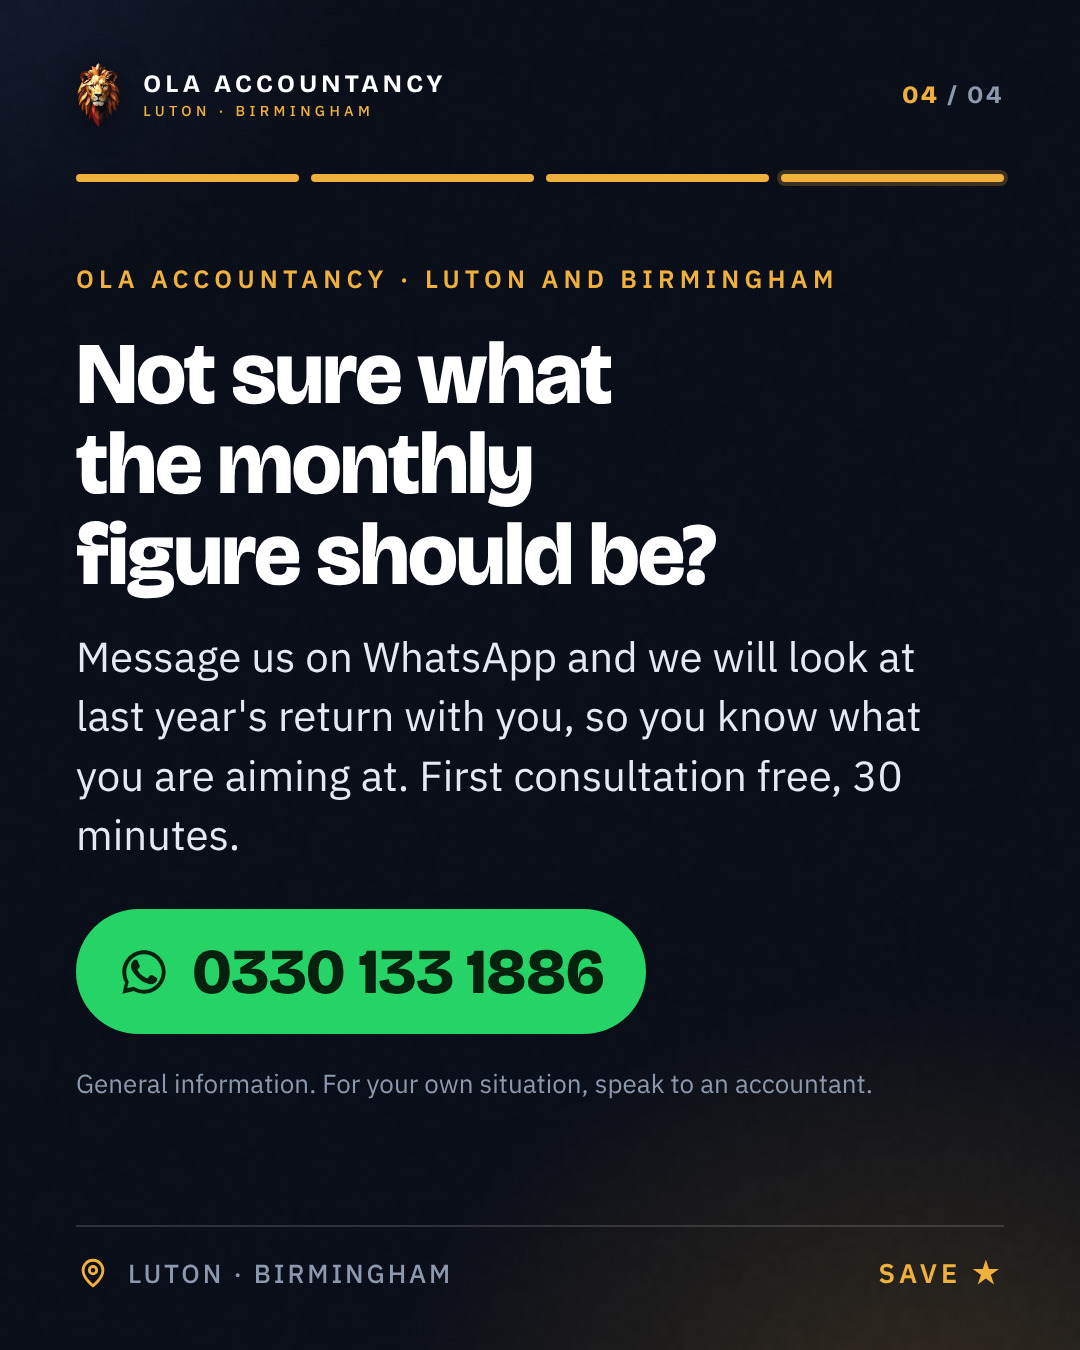 OLA ACCOUNTANCY
LUTON · BIRMINGHAM
04 / 04
OLA ACCOUNTANCY · LUTON AND BIRMINGHAM
Not sure what
the monthly
figure should be?
Message us on WhatsApp and we will look at
last year's return with you, so you know what
you are aiming at. First consultation free, 30
minutes.
0330 133 1886
General information. For your own situation, speak to an accountant.
LUTON · BIRMINGHAM
SAVE ★